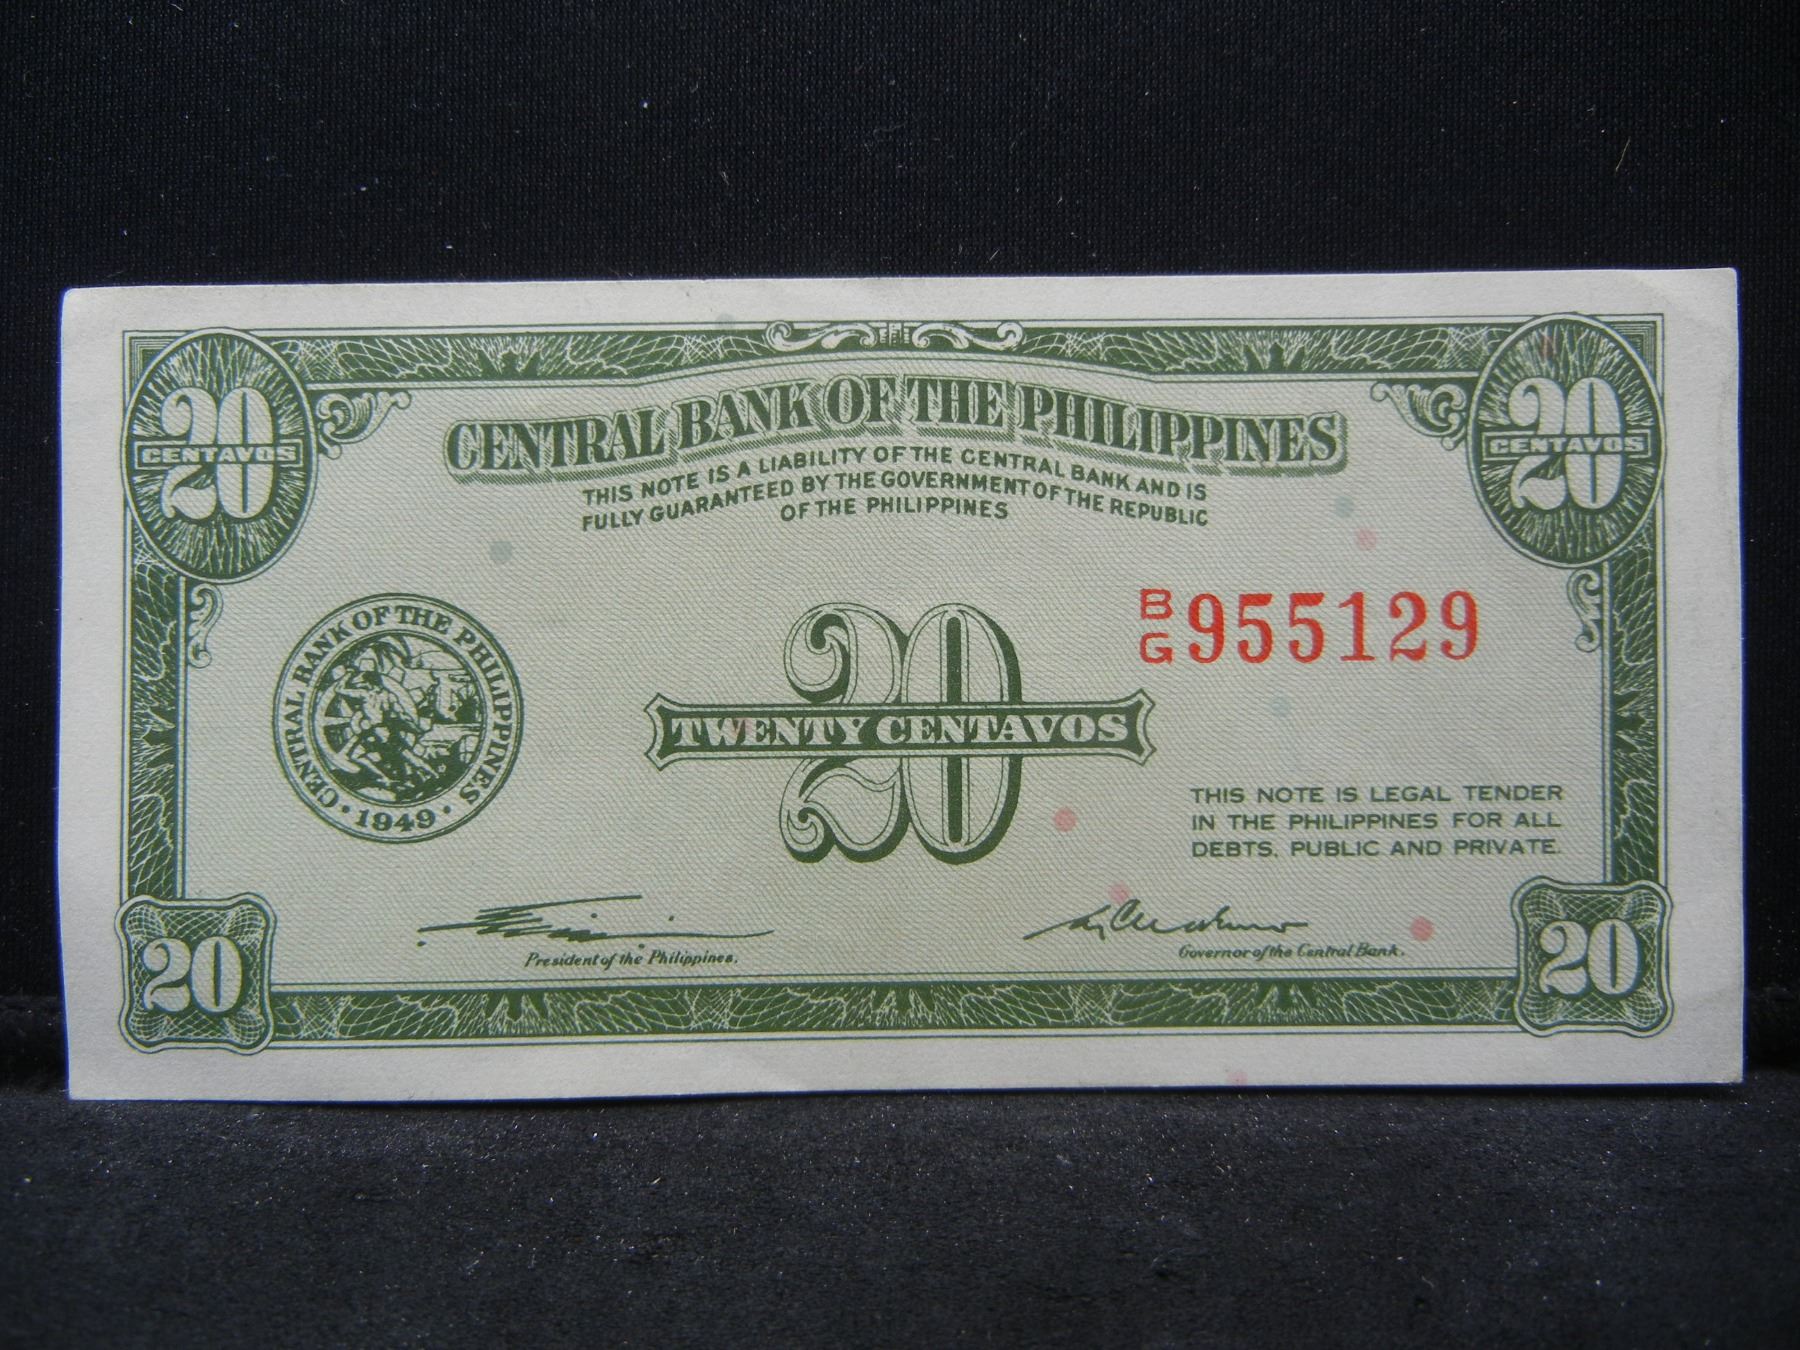 20
CENTAVOS
20
CENTAVOS
CENTRAL BANK OF THE PHILIPPINES
THIS NOTE IS A LIABILITY OF THE CENTRAL BANK AND IS
FULLY GUARANTEED BY THE GOVERNMENT OF THE REPUBLIC
OF THE PHILIPPINES
B
G 955129
CENTRAL BANK OF THE PHILIPPINES
· 1949 ·
20
TWENTY CENTAVOS
THIS NOTE IS LEGAL TENDER
IN THE PHILIPPINES FOR ALL
DEBTS, PUBLIC AND PRIVATE.
President of the Philippines.
Governor of the Central Bank.
20
20